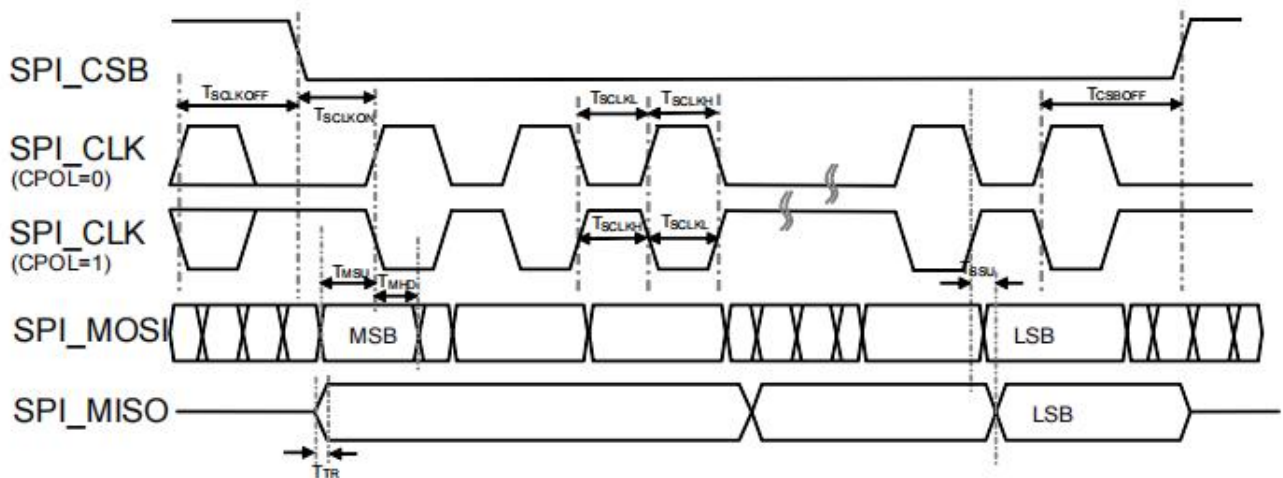 SPI_CSB
TSCLKOFF
TSCLKON
TSCLKL
TSCLKH
TCSBOFF
SPI_CLK
(CPOL=0)
SPI_CLK
(CPOL=1)
TSCLKH
TSCLKL
TMSU
TMHD
TSSU
SPI_MOSI
MSB
LSB
SPI_MISO
LSB
TTR